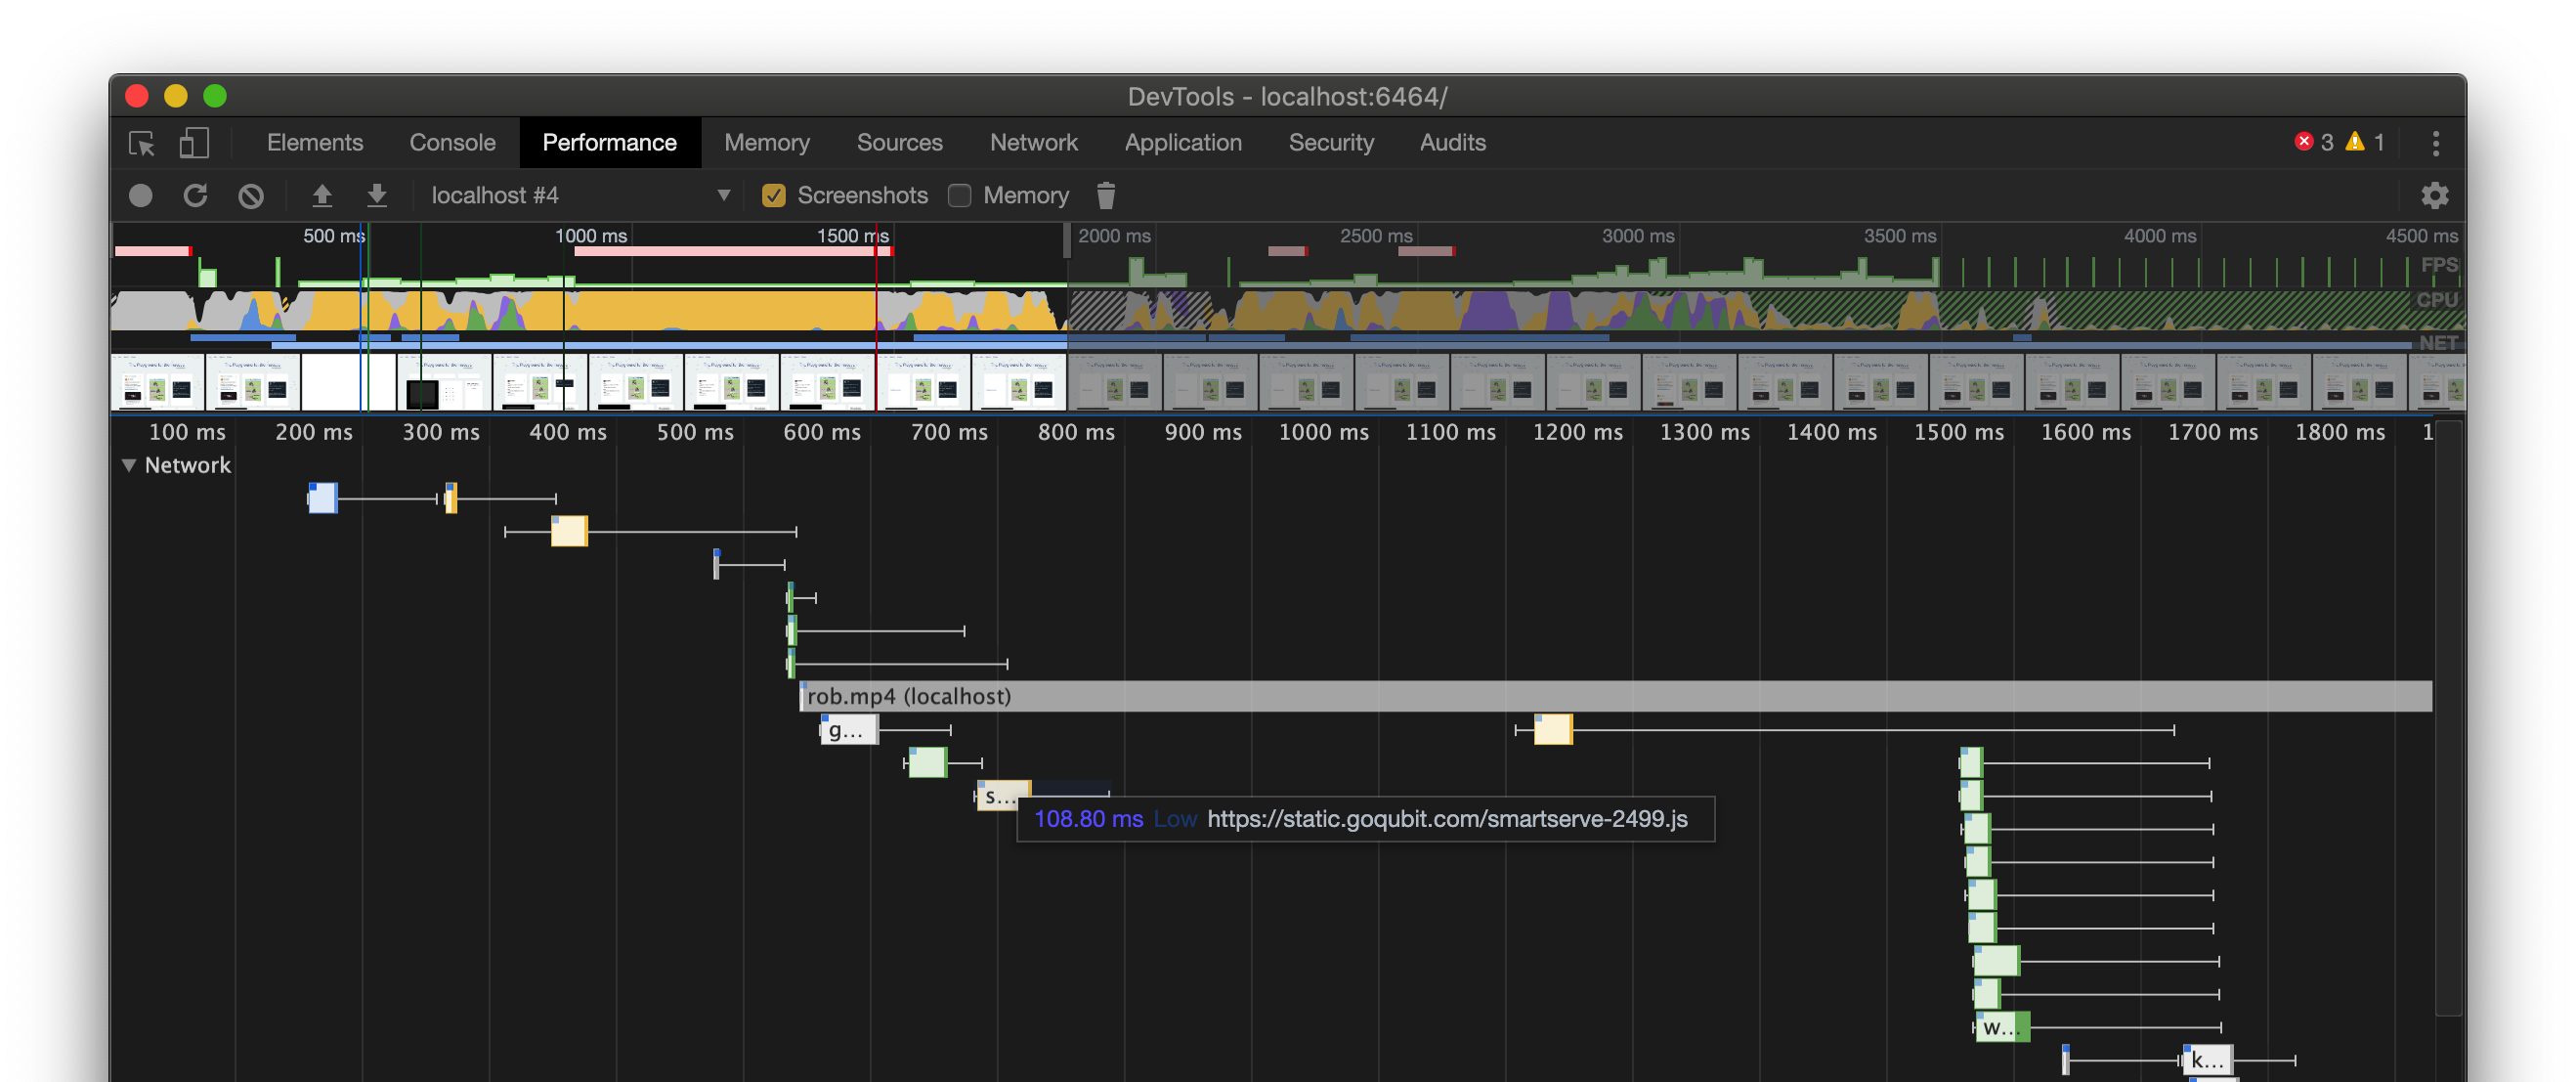 DevTools - localhost:6464/
Elements Console Performance Memory Sources Network Application Security Audits 3 1
localhost #4 Screenshots Memory
500 ms 1000 ms 1500 ms 2000 ms 2500 ms 3000 ms 3500 ms 4000 ms 4500 ms
FPS
CPU
NET
100 ms 200 ms 300 ms 400 ms 500 ms 600 ms 700 ms 800 ms 900 ms 1000 ms 1100 ms 1200 ms 1300 ms 1400 ms 1500 ms 1600 ms 1700 ms 1800 ms 1
Network
rob.mp4 (localhost)
g...
s...
108.80 ms Low https://static.goqubit.com/smartserve-2499.js
w...
k...